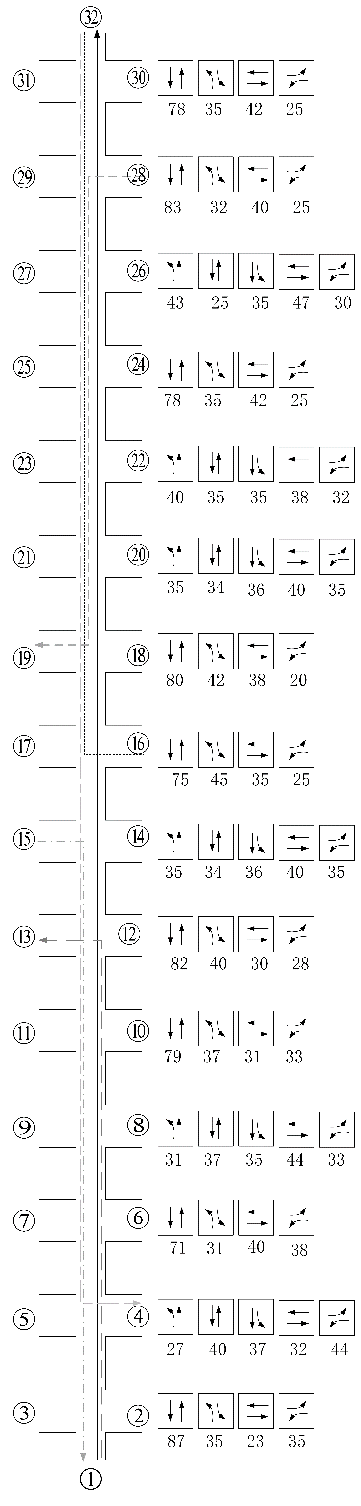 ㉜
㉛ ㉚
78 35 42 25
㉙ ㉘
83 32 40 25
㉗ ㉖
43 25 35 47 30
㉕ ㉔
78 35 42 25
㉓ ㉒
40 35 35 38 32
㉑ ⑳
35 34 36 40 35
⑲ ⑱
80 42 38 20
⑰ ⑯
75 45 35 25
⑮ ⑭
35 34 36 40 35
⑬ ⑫
82 40 30 28
⑪ ⑩
79 37 31 33
⑨ ⑧
31 37 35 44 33
⑦ ⑥
71 31 40 38
⑤ ④
27 40 37 32 44
③ ②
87 35 23 35
①